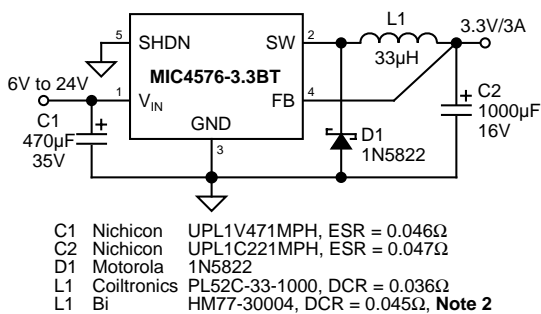 L1
3.3V/3A
5 SHDN SW 2
33µH
MIC4576-3.3BT
6V to 24V
1 VIN FB 4
C1
470µF
35V
GND
3
C2
1000µF
16V
D1
1N5822
C1 Nichicon UPL1V471MPH, ESR = 0.046Ω
C2 Nichicon UPL1C221MPH, ESR = 0.047Ω
D1 Motorola 1N5822
L1 Coiltronics PL52C-33-1000, DCR = 0.036Ω
L1 Bi HM77-30004, DCR = 0.045Ω, Note 2